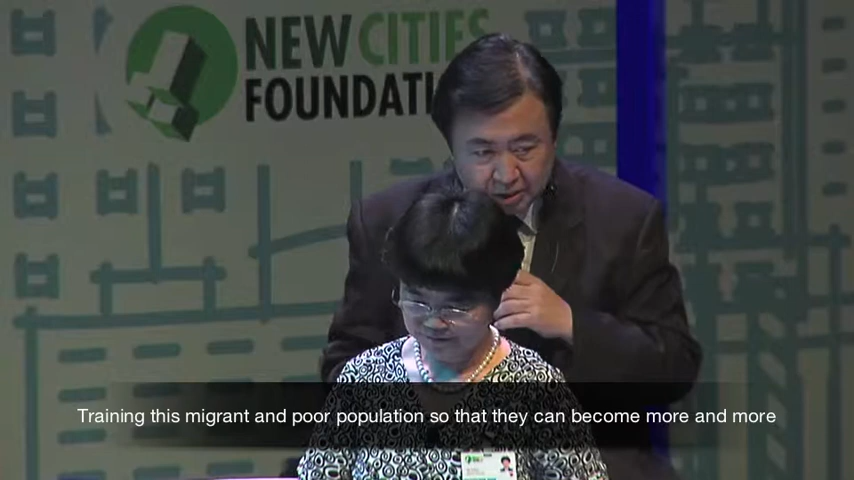 NEW CITIES
FOUNDATI
Training this migrant and poor population so that they can become more and more